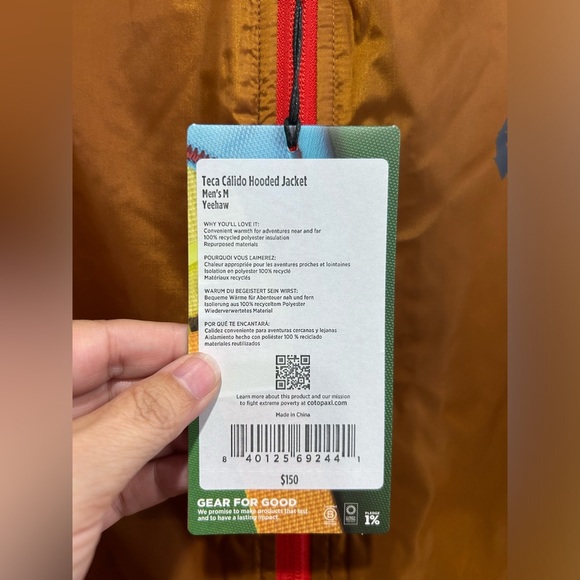 Teca Cálido Hooded Jacket
Men's M
Yeehaw
WHY YOU'LL LOVE IT:
Convenient warmth for adventures near and far
100% recycled polyester insulation
Repurposed materials
POURQUOI VOUS L'AIMEREZ:
Chaleur appropriée pour les aventures proches et lointaines
Isolation en polyester 100% recyclé
Matériaux recyclés
WARUM DU BEGEISTERT SEIN WIRST:
Bequeme Wärme für Abenteuer nah und fern
Isolierung aus 100% recyceltem Polyester
Wiederverwertetes Material
POR QUÉ TE ENCANTARÁ:
Calidez conveniente para aventuras cercanas y lejanas
Aislamiento hecho con poliéster 100 % reciclado
materiales reutilizados
Learn more about this product and our mission
to fight extreme poverty at cotopaxi.com
Made in China
8 40125 69244 1
$150
GEAR FOR GOOD
We promise to make products that last
and to have a lasting impact.
PLEDGE
1%